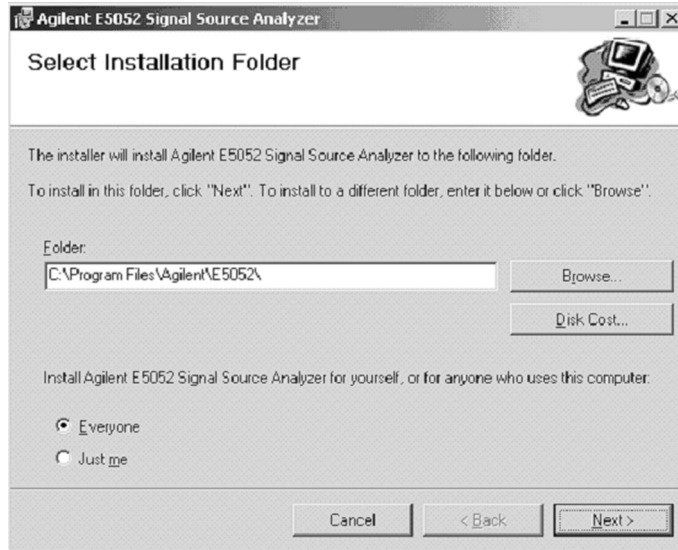 Agilent E5052 Signal Source Analyzer
Select Installation Folder
The installer will install Agilent E5052 Signal Source Analyzer to the following folder.
To install in this folder, click "Next". To install to a different folder, enter it below or click "Browse".
Folder:
C:\Program Files\Agilent\E5052\
Browse...
Disk Cost...
Install Agilent E5052 Signal Source Analyzer for yourself, or for anyone who uses this computer:
Everyone
Just me
Cancel
< Back
Next >